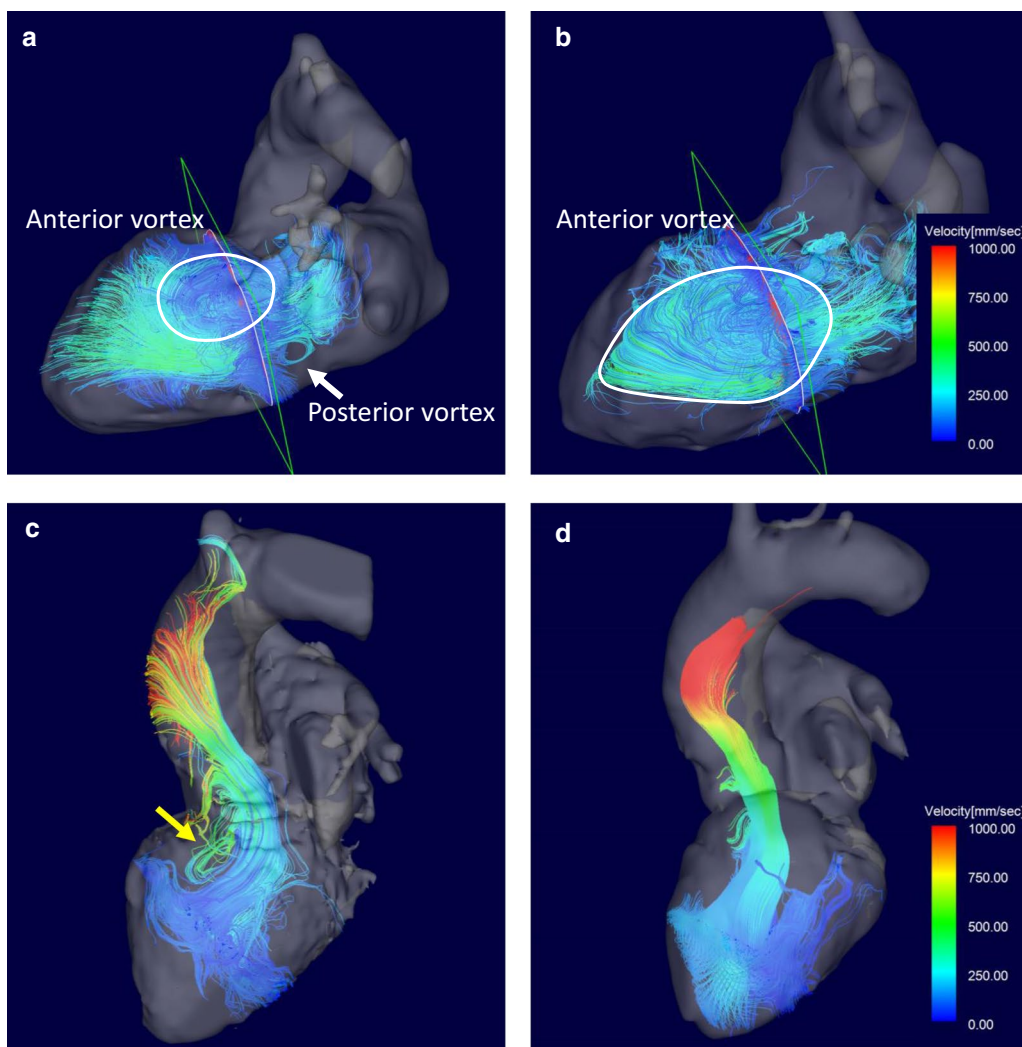 a
Anterior vortex
Posterior vortex
b
Anterior vortex
Velocity[mm/sec]
1000.00
750.00
500.00
250.00
0.00
c
d
Velocity[mm/sec]
1000.00
750.00
500.00
250.00
0.00